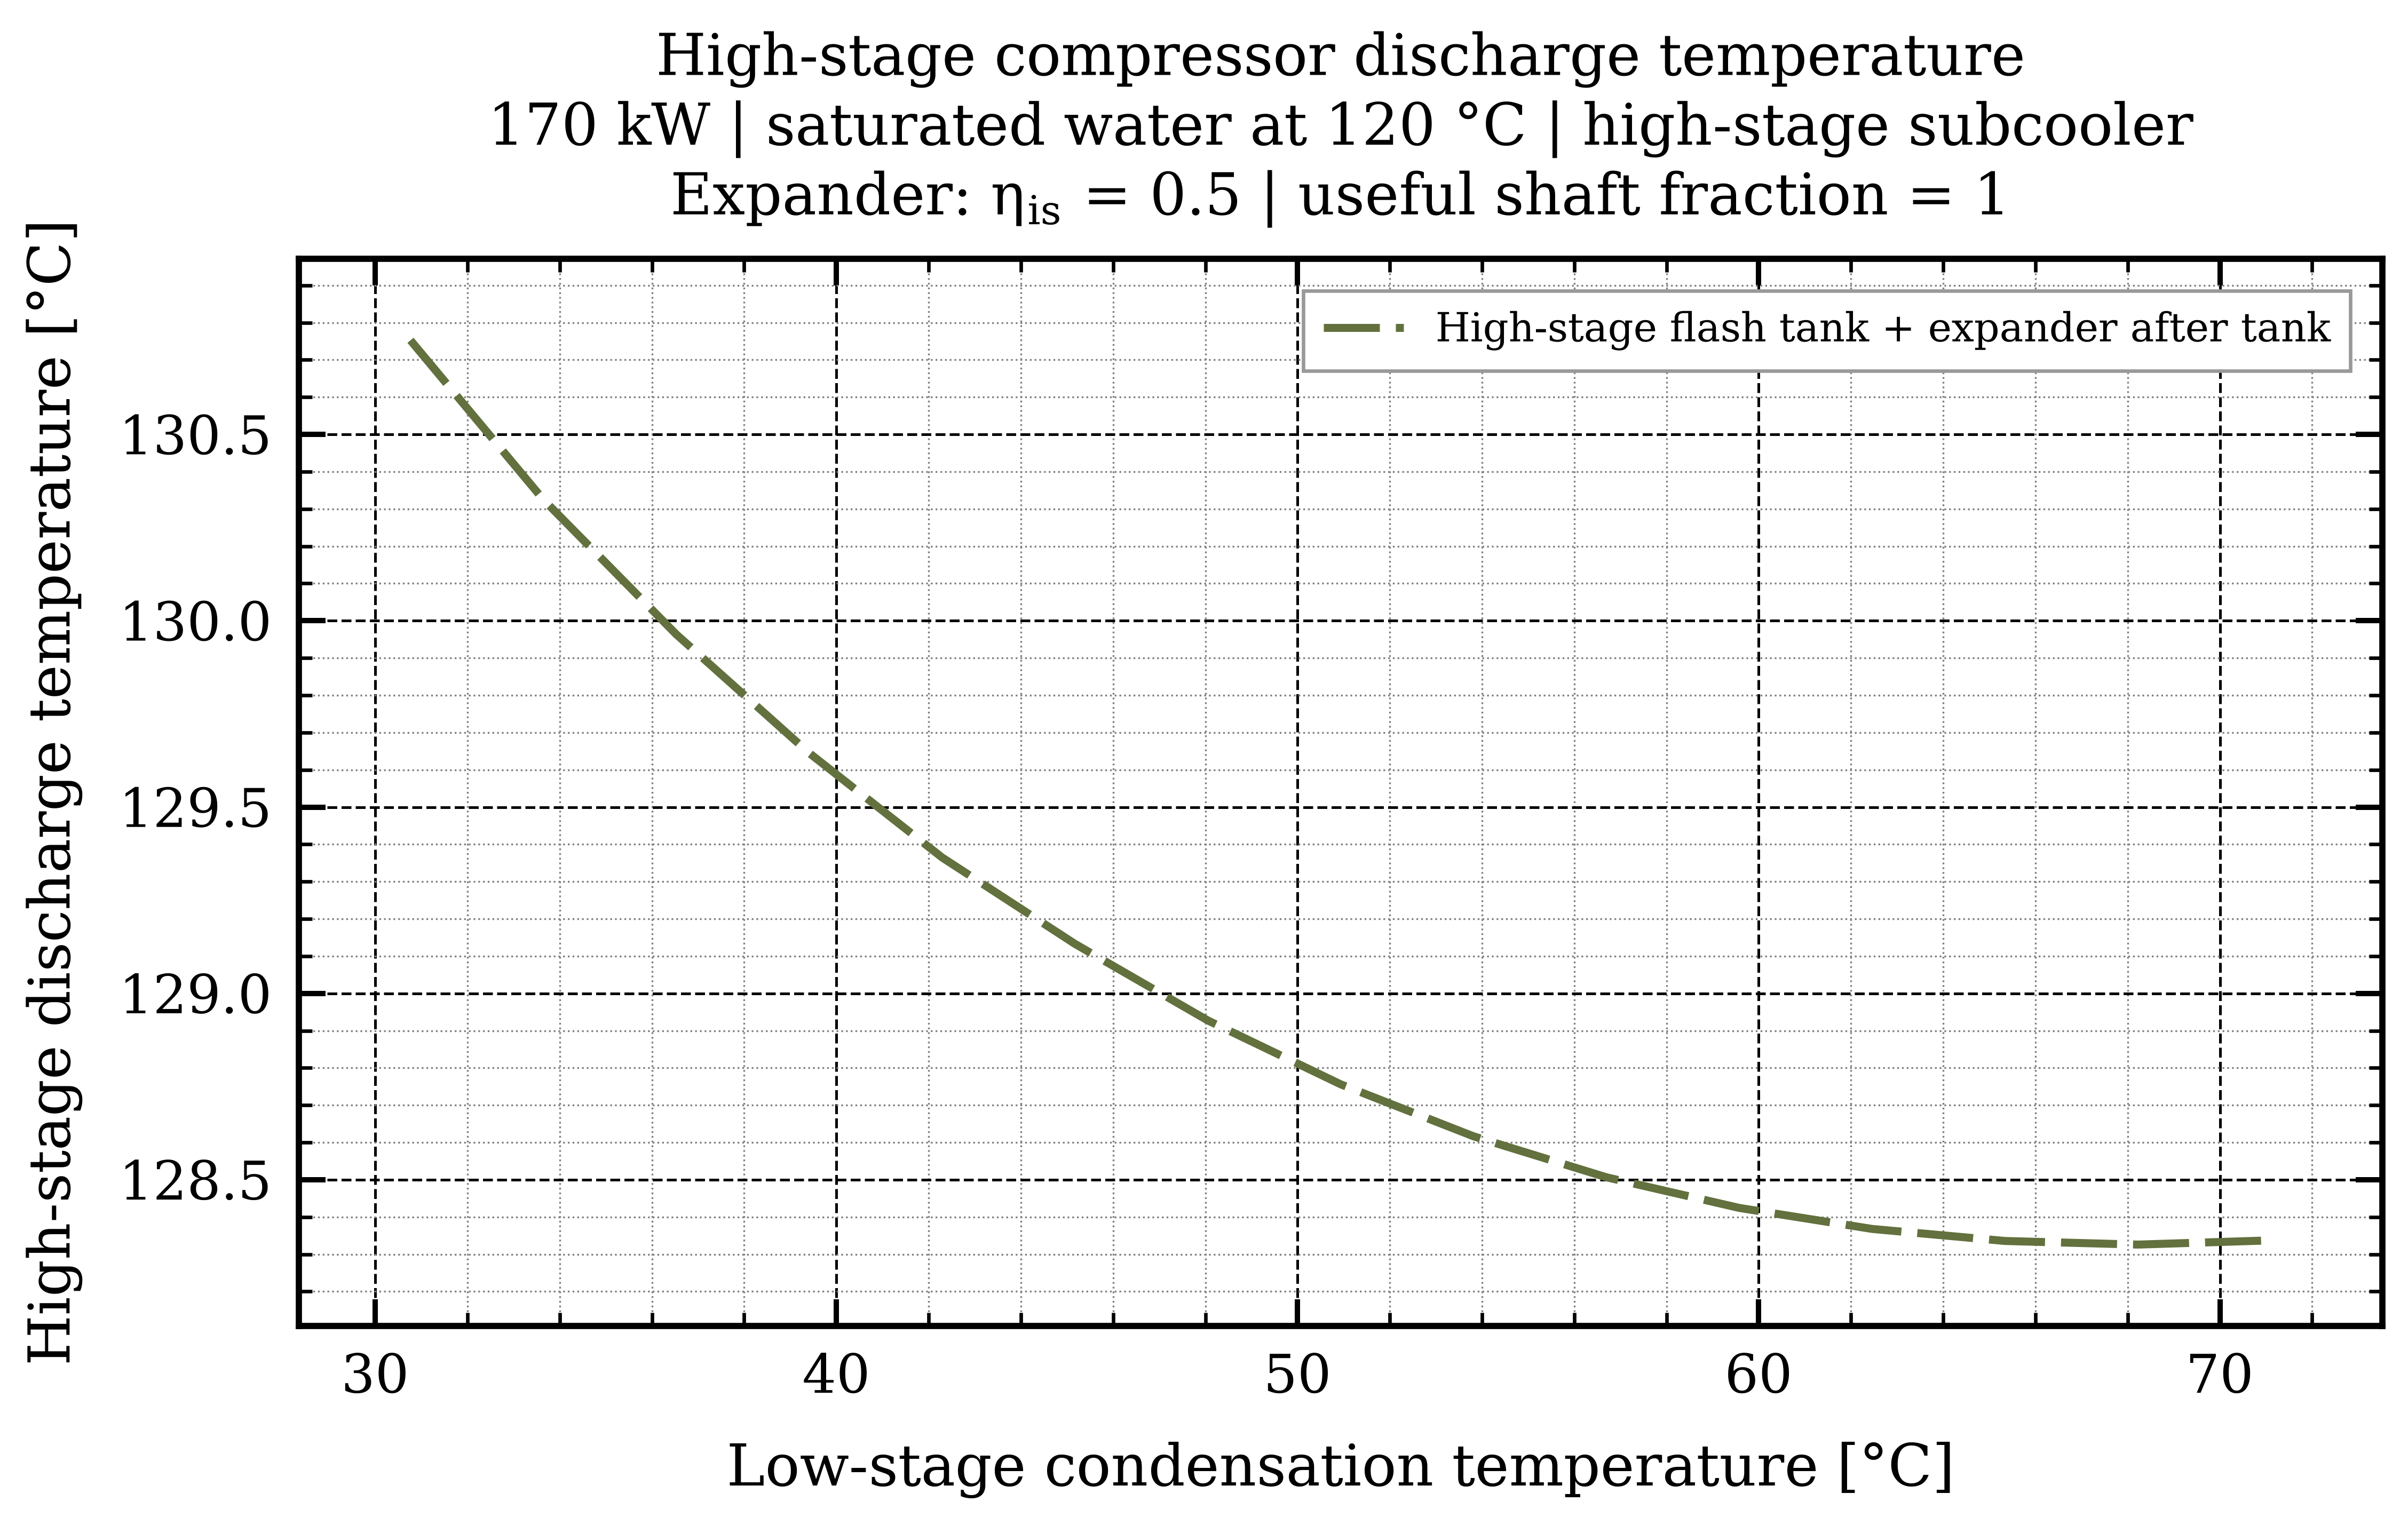 High-stage compressor discharge temperature
170 kW | saturated water at 120 °C | high-stage subcooler
Expander: ηis = 0.5 | useful shaft fraction = 1
High-stage discharge temperature [°C]
High-stage flash tank + expander after tank
130.5
130.0
129.5
129.0
128.5
30 40 50 60 70
Low-stage condensation temperature [°C]